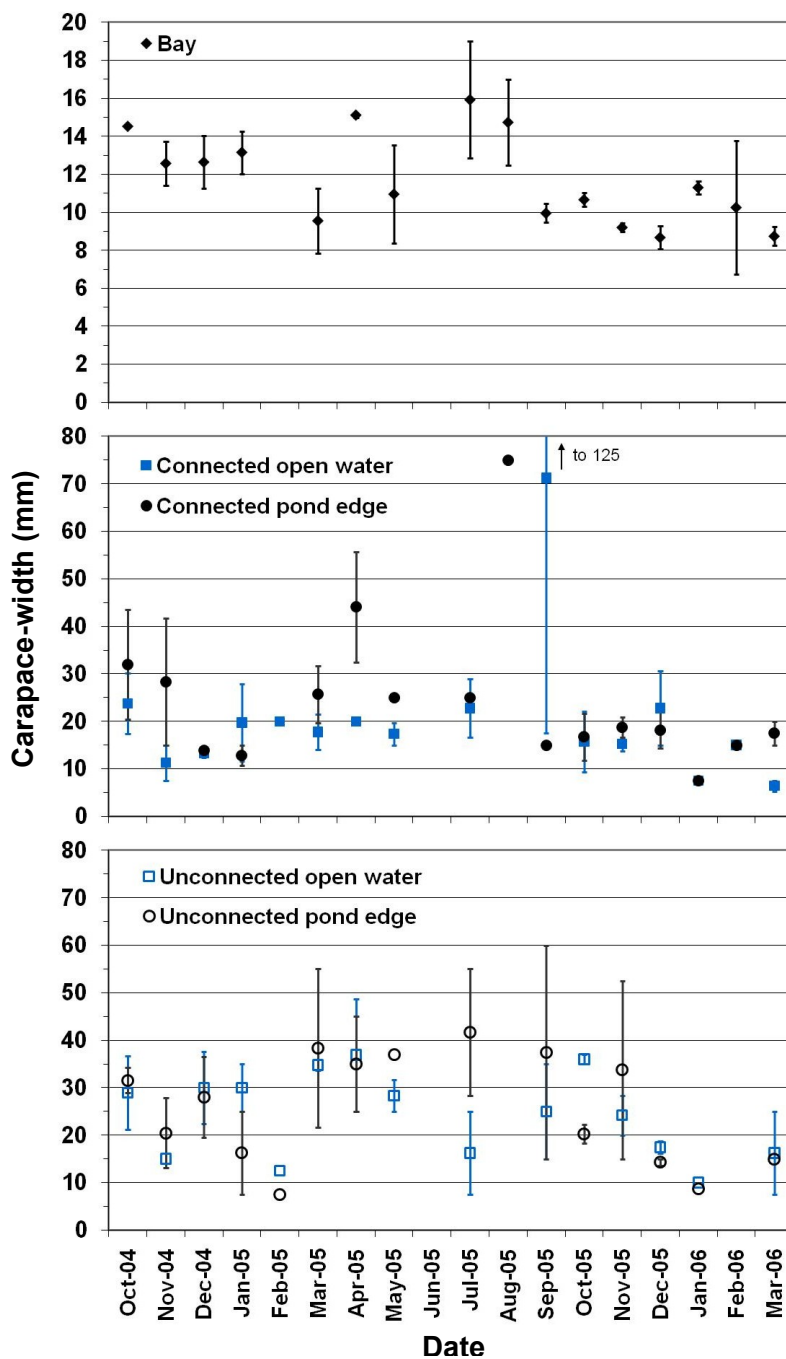 20
18
16
14
12
10
8
6
4
2
0
Bay
Carapace-width (mm)
80
70
60
50
40
30
20
10
0
Connected open water
Connected pond edge
to 125
80
70
60
50
40
30
20
10
0
Unconnected open water
Unconnected pond edge
Oct-04
Nov-04
Dec-04
Jan-05
Feb-05
Mar-05
Apr-05
May-05
Jun-05
Jul-05
Aug-05
Sep-05
Oct-05
Nov-05
Dec-05
Jan-06
Feb-06
Mar-06
Date